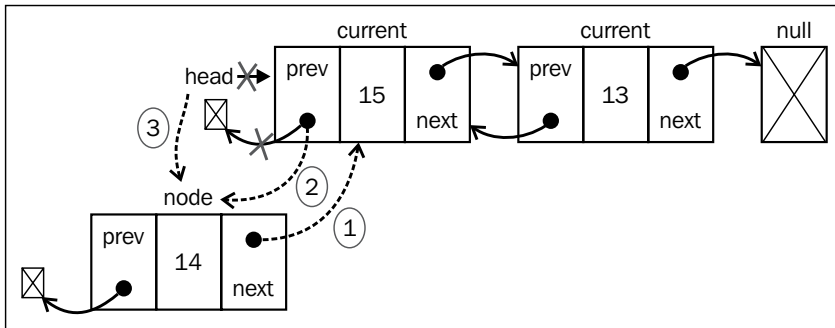 current
current
null
head
prev
15
next
prev
13
next
3
node
2
1
prev
14
next